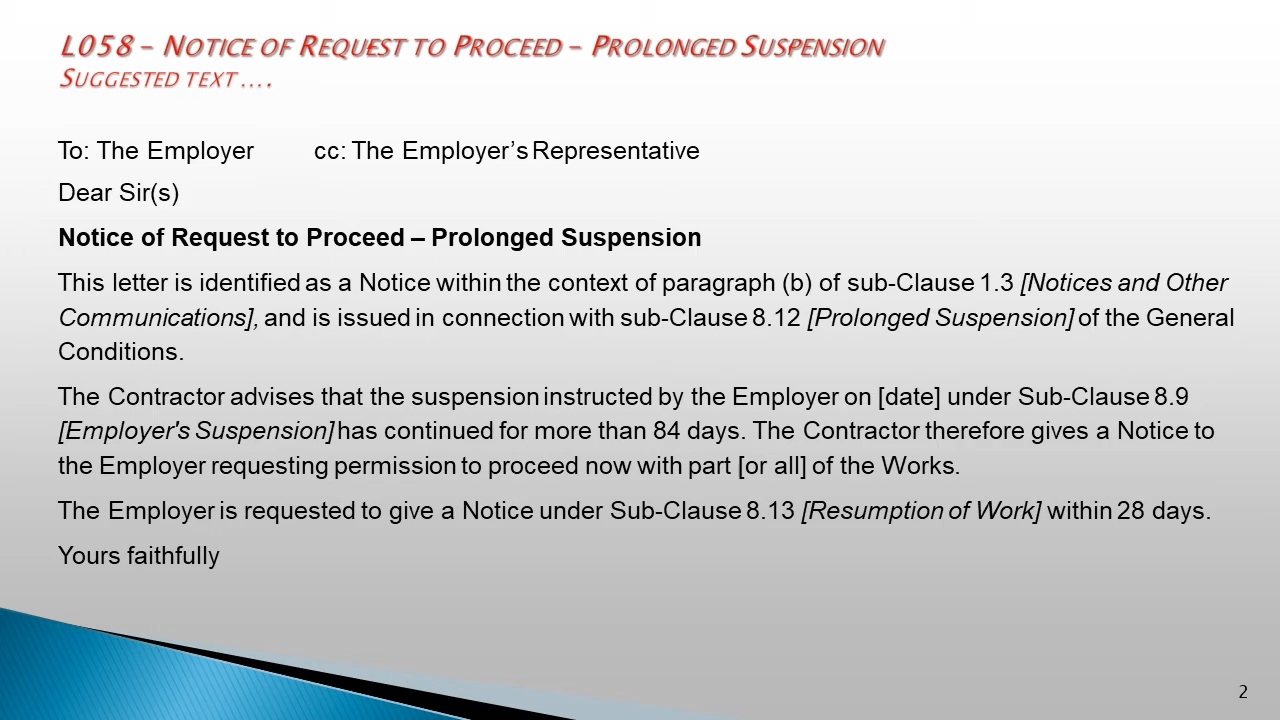 L058 – Notice of Request to Proceed – Prolonged Suspension
Suggested text ….
To: The Employer cc: The Employer’s Representative
Dear Sir(s)
Notice of Request to Proceed – Prolonged Suspension
This letter is identified as a Notice within the context of paragraph (b) of sub-Clause 1.3 [Notices and Other
Communications], and is issued in connection with sub-Clause 8.12 [Prolonged Suspension] of the General
Conditions.
The Contractor advises that the suspension instructed by the Employer on [date] under Sub-Clause 8.9
[Employer's Suspension] has continued for more than 84 days. The Contractor therefore gives a Notice to
the Employer requesting permission to proceed now with part [or all] of the Works.
The Employer is requested to give a Notice under Sub-Clause 8.13 [Resumption of Work] within 28 days.
Yours faithfully
2